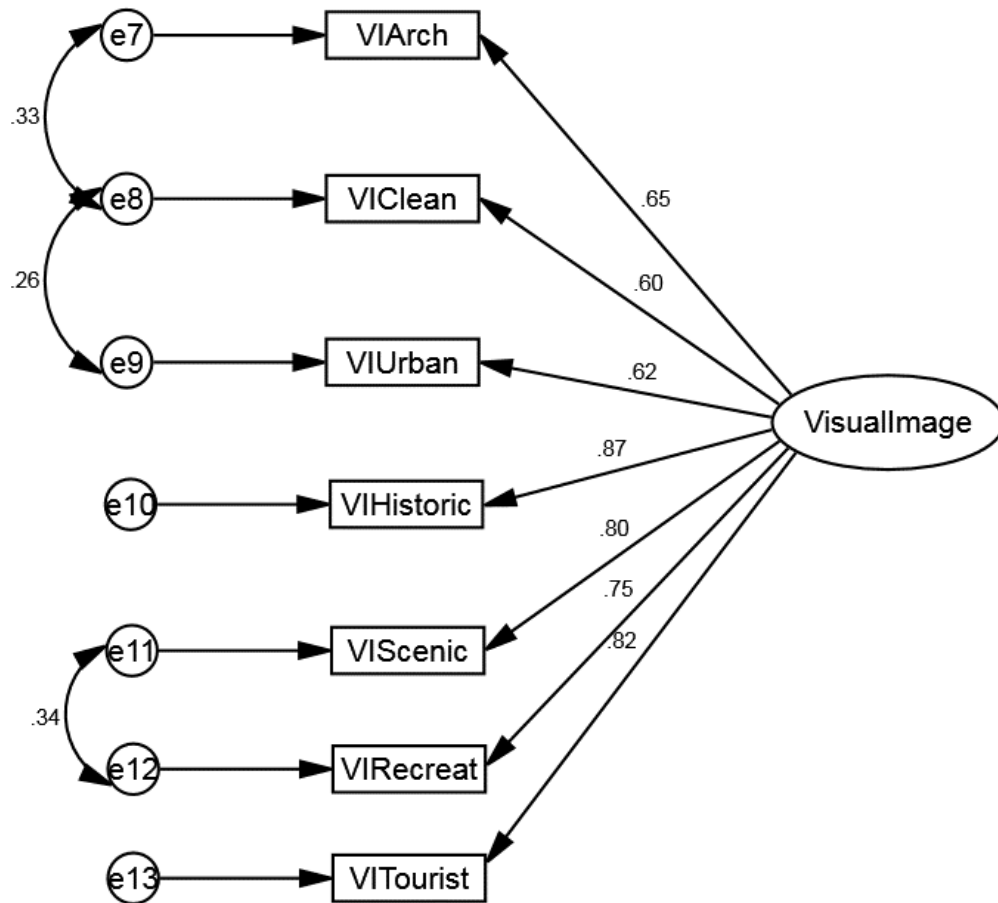 e7
VIArch
.33
.65
e8
VIClean
.60
.26
e9
VIUrban
.62
VisualImage
.87
e10
VIHistoric
.80
.75
e11
VIScenic
.82
.34
e12
VIRecreat
e13
VITourist